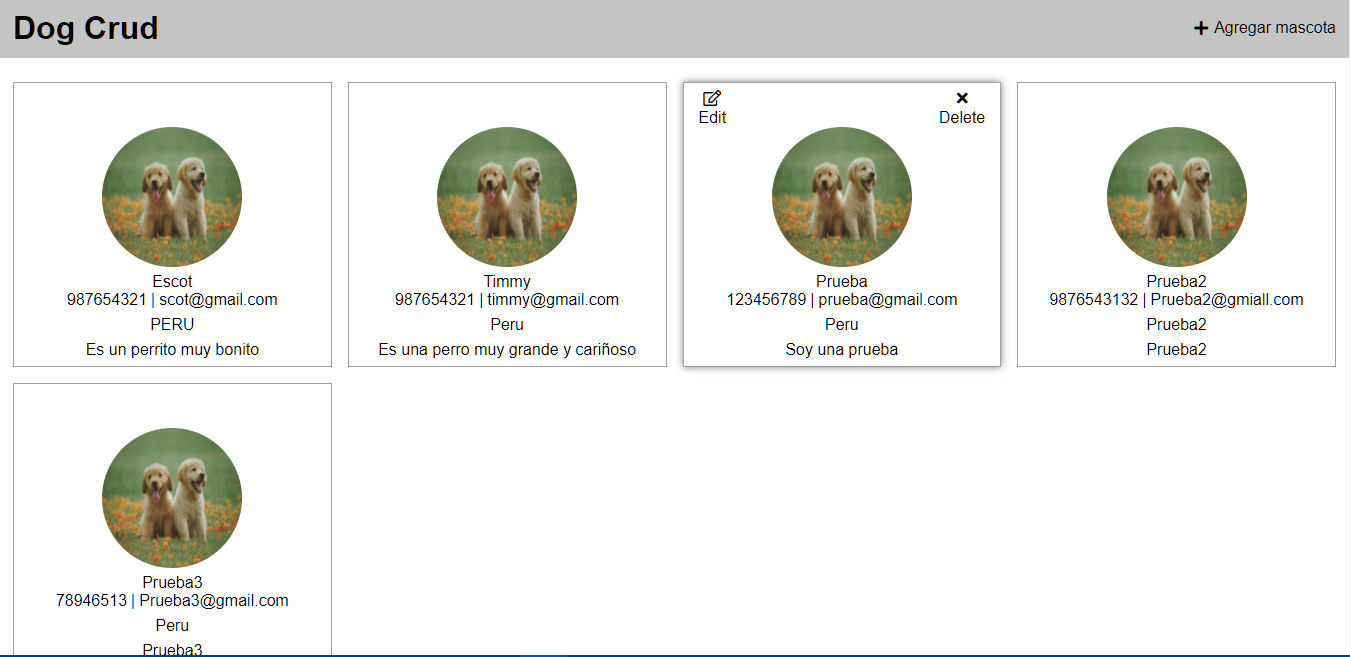 Dog Crud
Agregar mascota
Escot
987654321 | scot@gmail.com
PERU
Es un perrito muy bonito
Timmy
987654321 | timmy@gmail.com
Peru
Es una perro muy grande y cariñoso
Edit
Delete
Prueba
123456789 | prueba@gmail.com
Peru
Soy una prueba
Prueba2
9876543132 | Prueba2@gmiall.com
Prueba2
Prueba2
Prueba3
78946513 | Prueba3@gmail.com
Peru
Prueba3